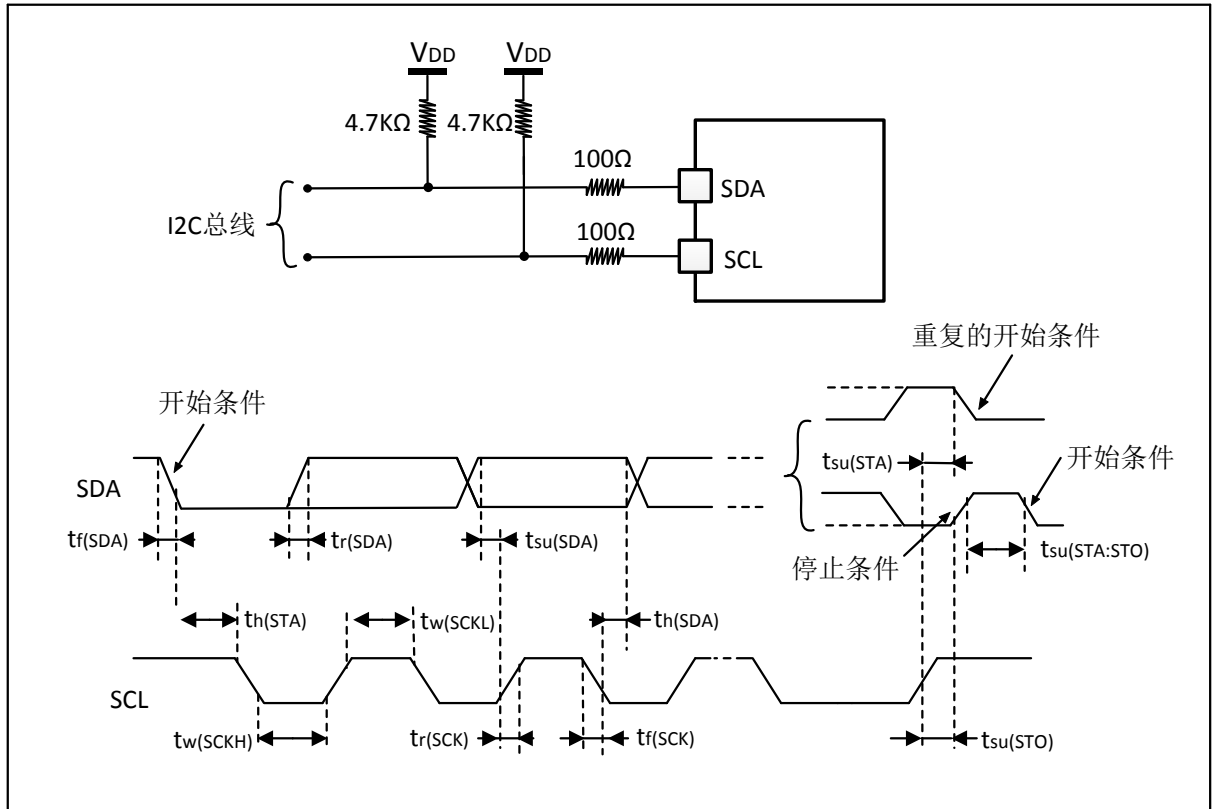 VDD
VDD
4.7KΩ
4.7KΩ
100Ω
SDA
I2C总线
100Ω
SCL
重复的开始条件
开始条件
tsu(STA)
开始条件
SDA
tf(SDA)
tr(SDA)
tsu(SDA)
停止条件
tsu(STA:STO)
th(STA)
tw(SCKL)
th(SDA)
SCL
tw(SCKH)
tr(SCK)
tf(SCK)
tsu(STO)